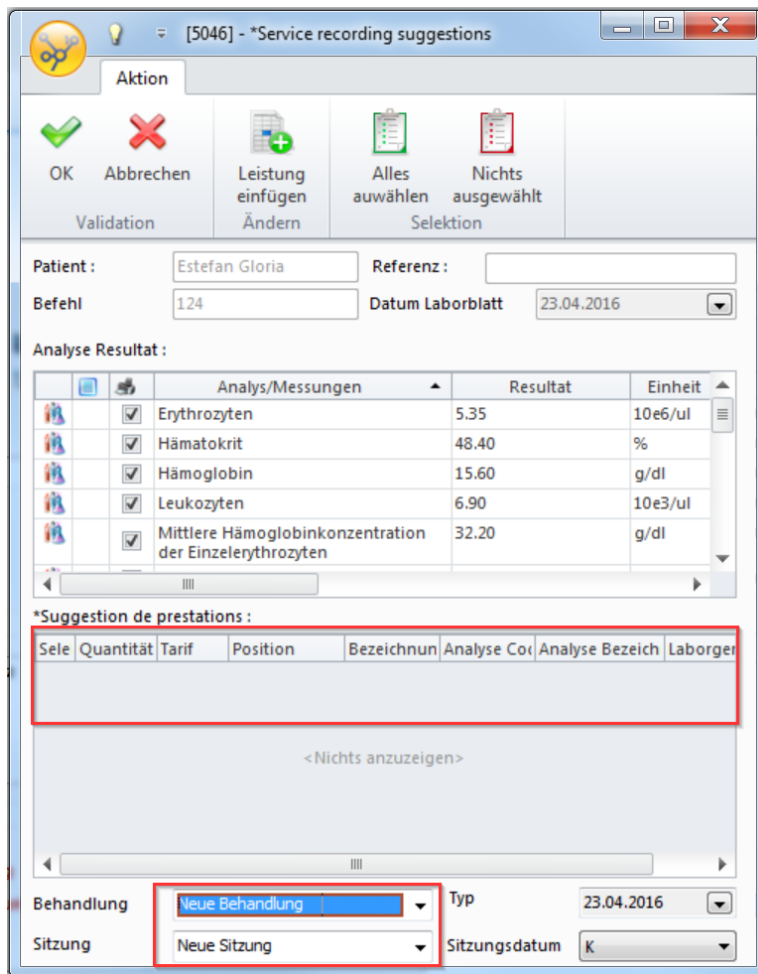 [5046] - *Service recording suggestions
Aktion
OK Abbrechen Leistung einfügen Alles auwählen Nichts ausgewählt
Validation Ändern Selektion
Patient : Estefan Gloria Referenz :
Befehl 124 Datum Laborblatt 23.04.2016
Analyse Resultat :
Analys/Messungen Resultat Einheit
Erythrozyten 5.35 10e6/ul
Hämatokrit 48.40 %
Hämoglobin 15.60 g/dl
Leukozyten 6.90 10e3/ul
Mittlere Hämoglobinkonzentration 32.20 g/dl
der Einzelerythrozyten
*Suggestion de prestations :
Sele Quantität Tarif Position Bezeichnun Analyse Coc Analyse Bezeich Laborger
<Nichts anzuzeigen>
Behandlung Neue Behandlung Typ 23.04.2016
Sitzung Neue Sitzung Sitzungsdatum K